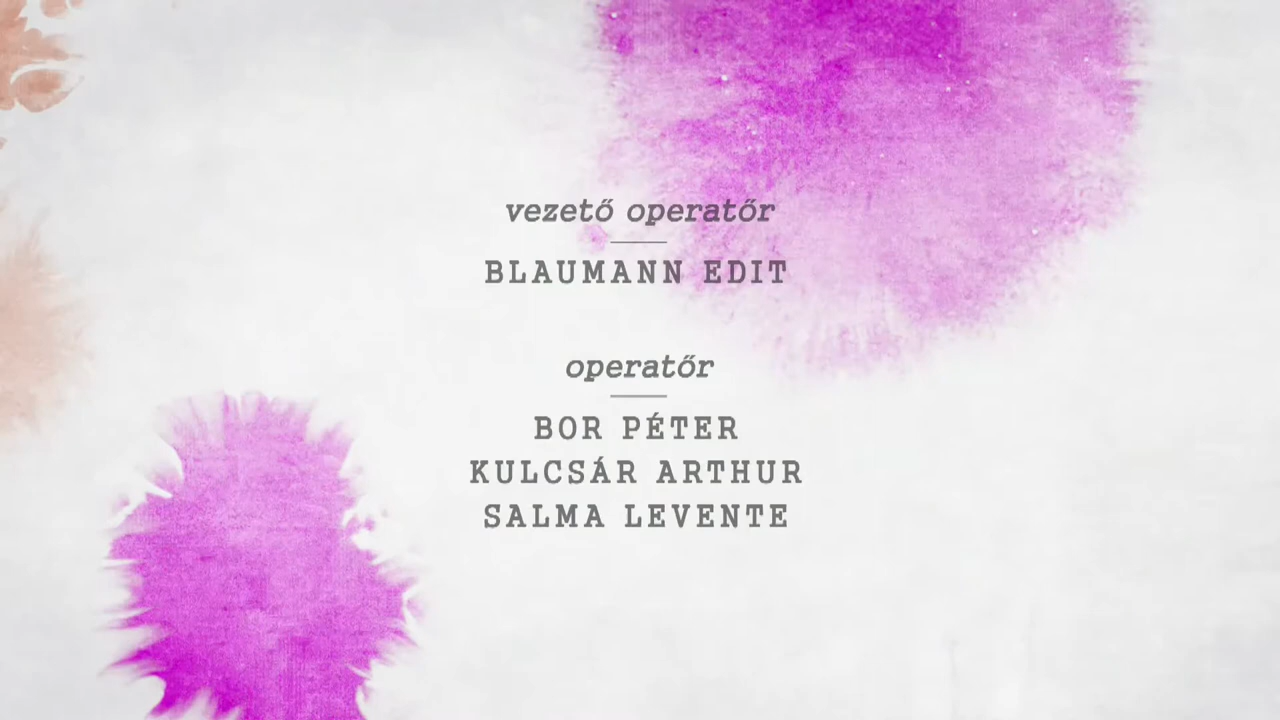 vezető operatőr
BLAUMANN EDIT
operatőr
BOR PÉTER
KULCSÁR ARTHUR
SALMA LEVENTE